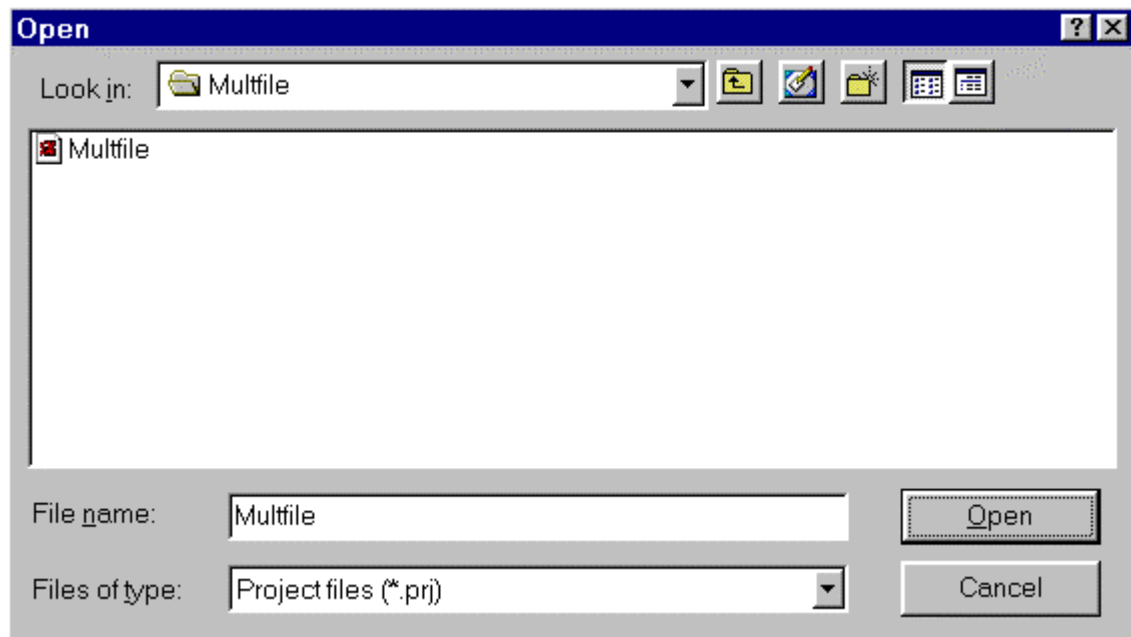 Open
Look in: Multfile
Multfile
File name: Multfile Open
Files of type: Project files (*.prj) Cancel